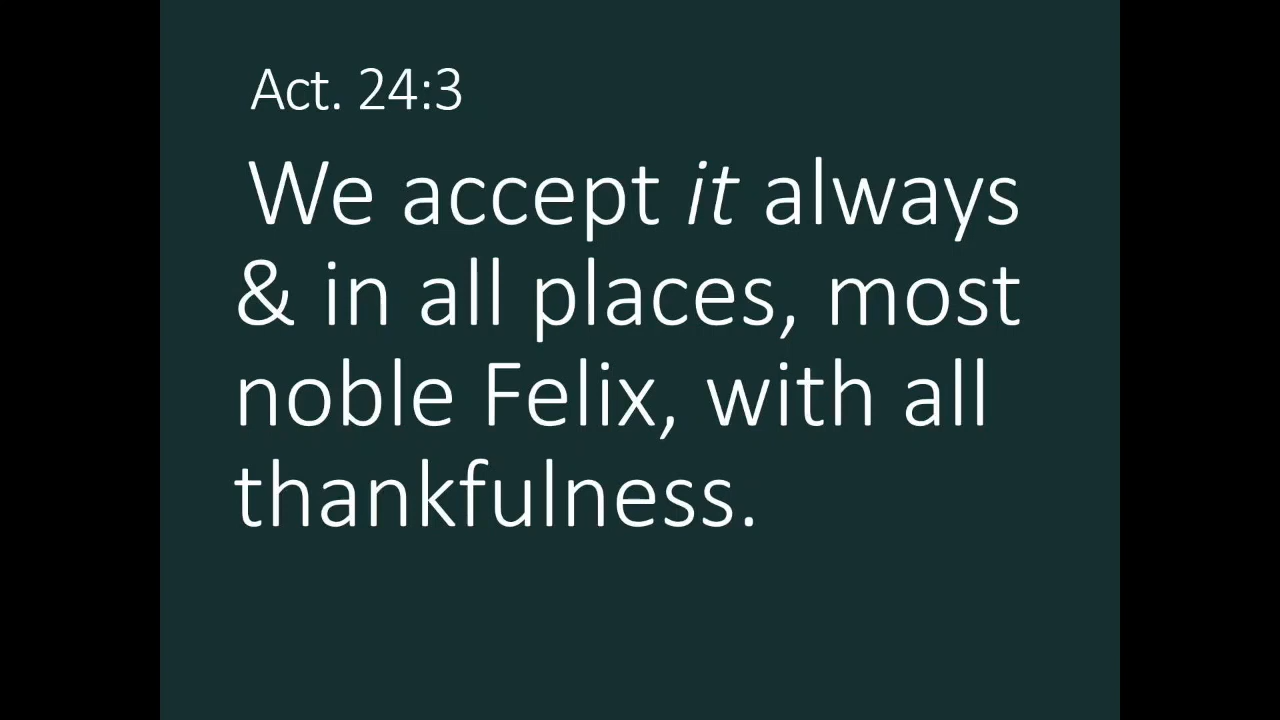 Act. 24:3
We accept it always
& in all places, most
noble Felix, with all
thankfulness.